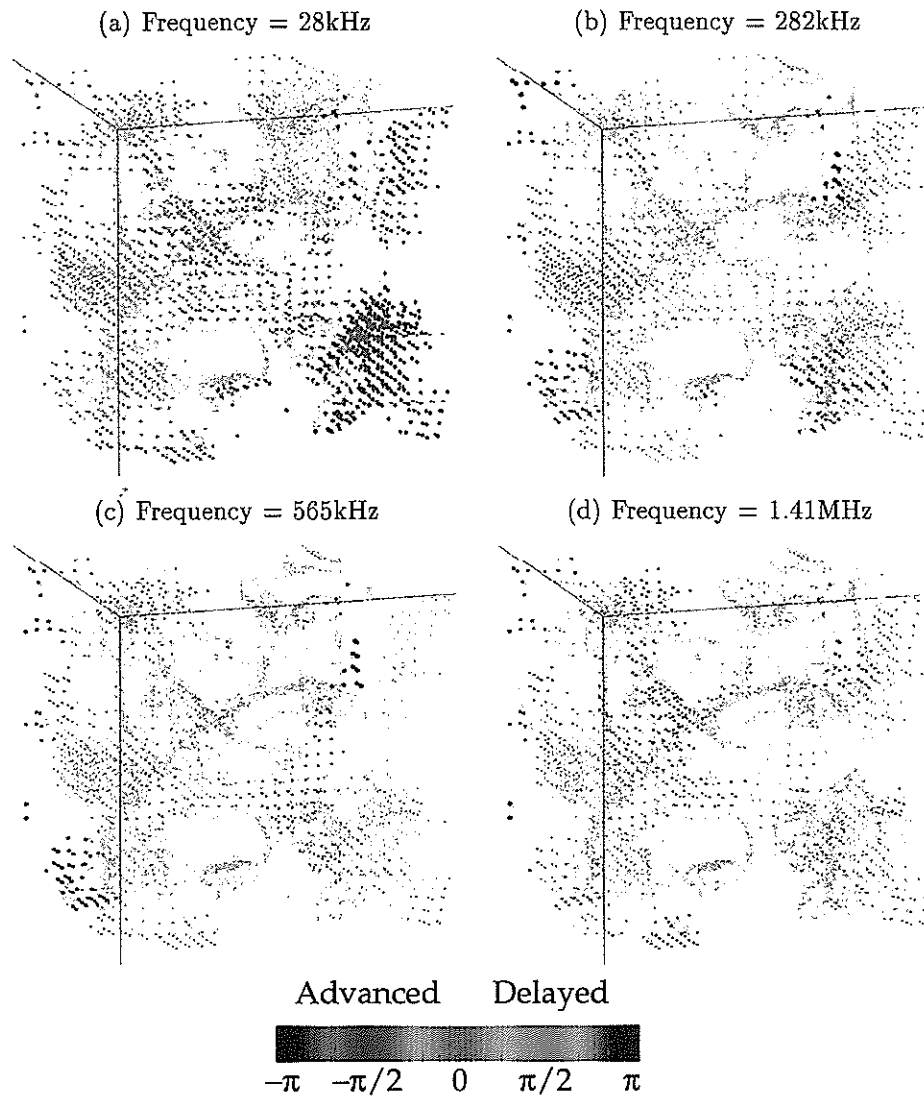 (a) Frequency = 28kHz
(b) Frequency = 282kHz
(c) Frequency = 565kHz
(d) Frequency = 1.41MHz
Advanced Delayed
−π −π/2 0 π/2 π